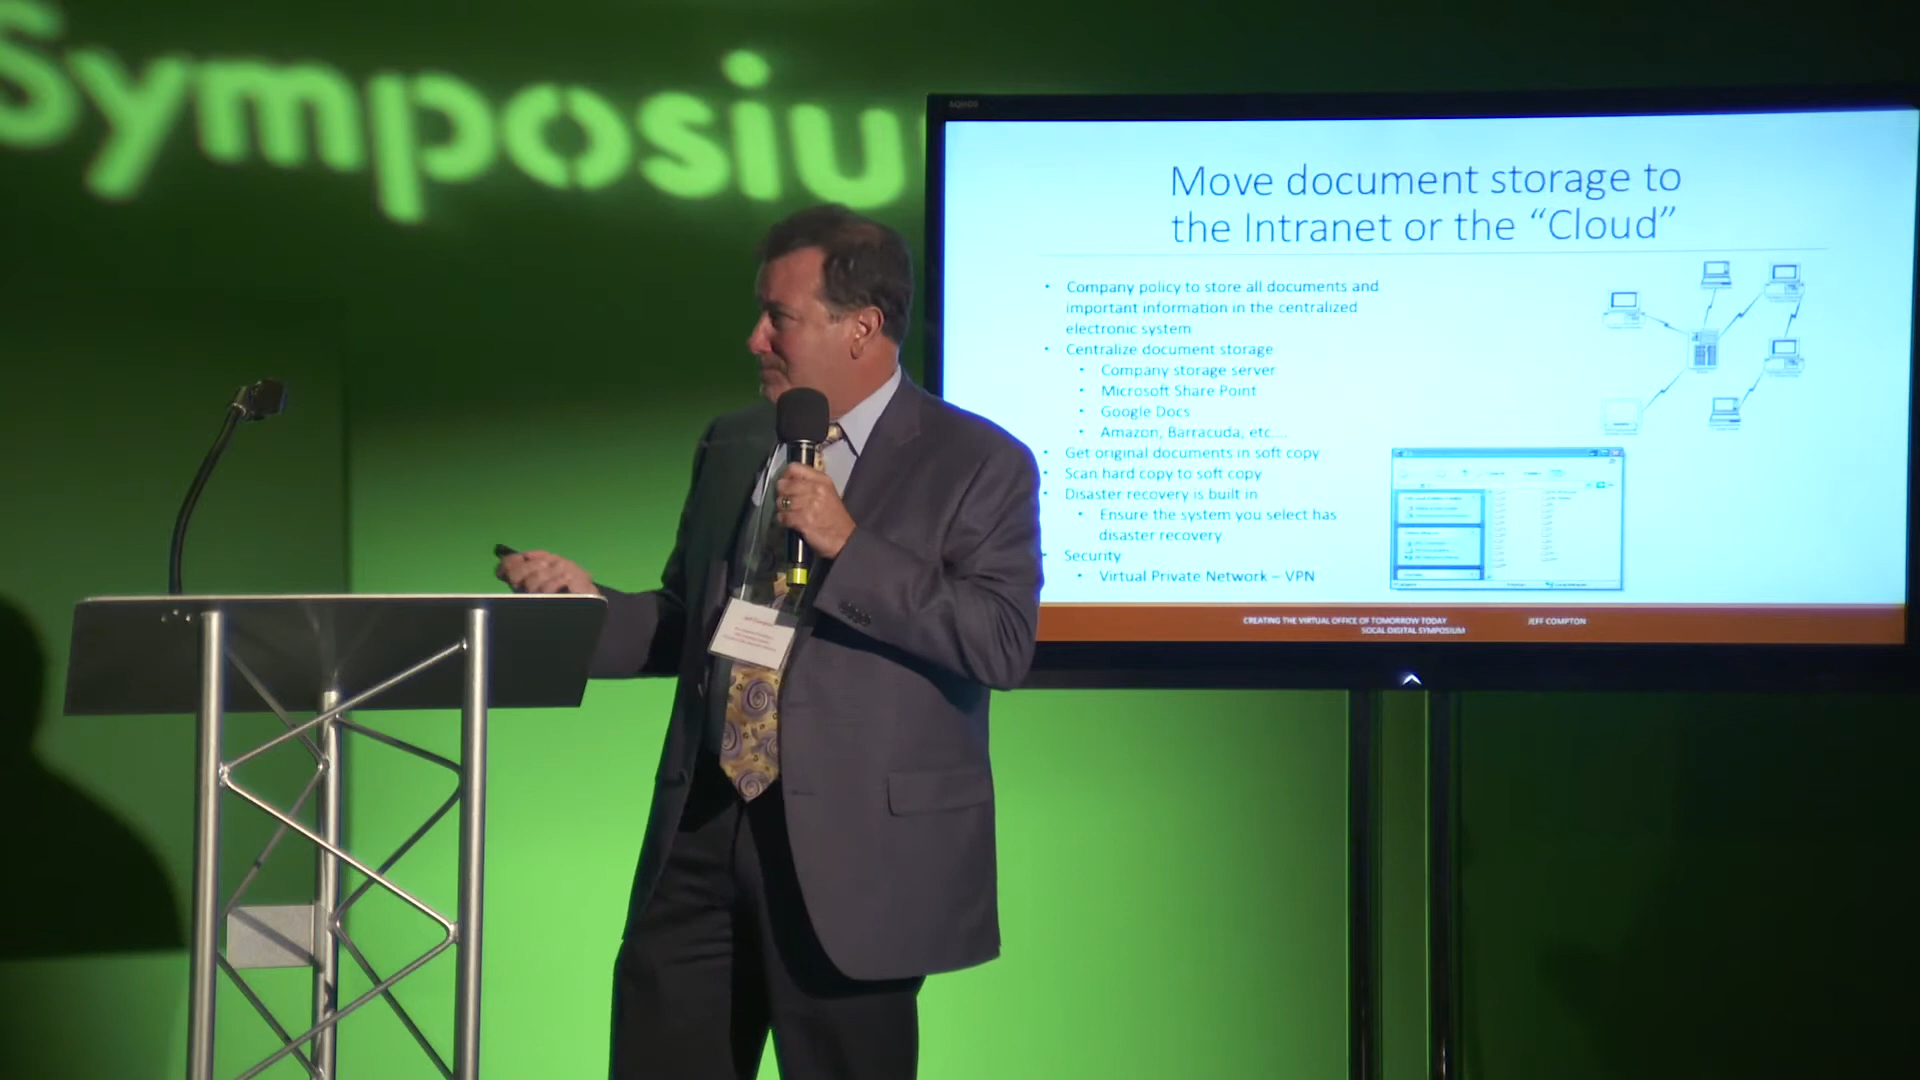 Symposiu
Move document storage to
the Intranet or the “Cloud”
• Company policy to store all documents and
important information in the centralized
electronic system
• Centralize document storage
• Company storage server
• Microsoft Share Point
• Google Docs
• Amazon, Barracuda, etc....
• Get original documents in soft copy
• Scan hard copy to soft copy
• Disaster recovery is built in
• Ensure the system you select has
disaster recovery
• Security
• Virtual Private Network – VPN
CREATING THE VIRTUAL OFFICE OF TOMORROW TODAY
SOCAL DIGITAL SYMPOSIUM
JEFF COMPTON
Jeff Compton